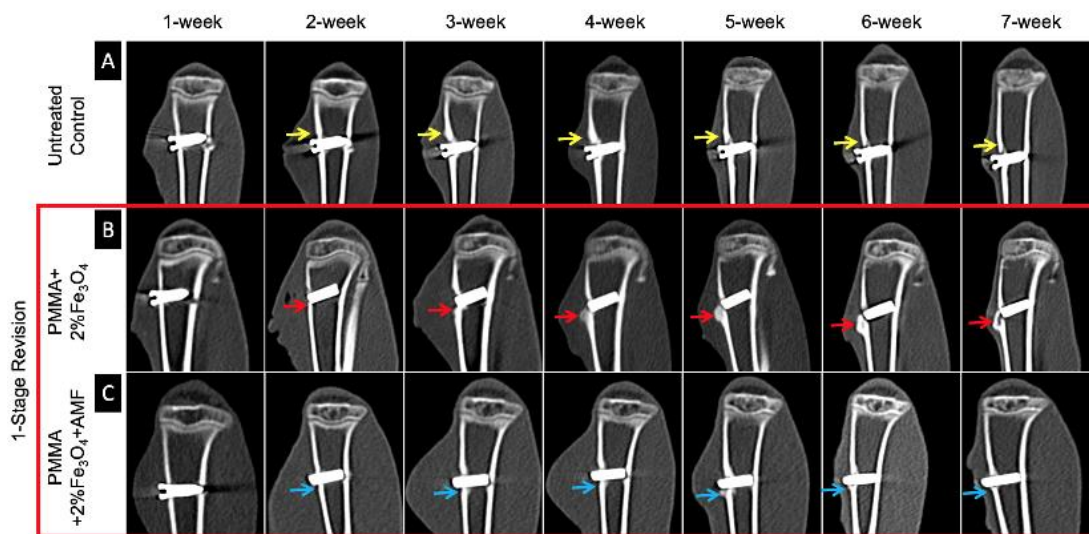 1-week 2-week 3-week 4-week 5-week 6-week 7-week
A
Untreated
Control
1-Stage Revision
B
PMMA+
2%Fe₃O₄
C
PMMA
+2%Fe₃O₄+AMF